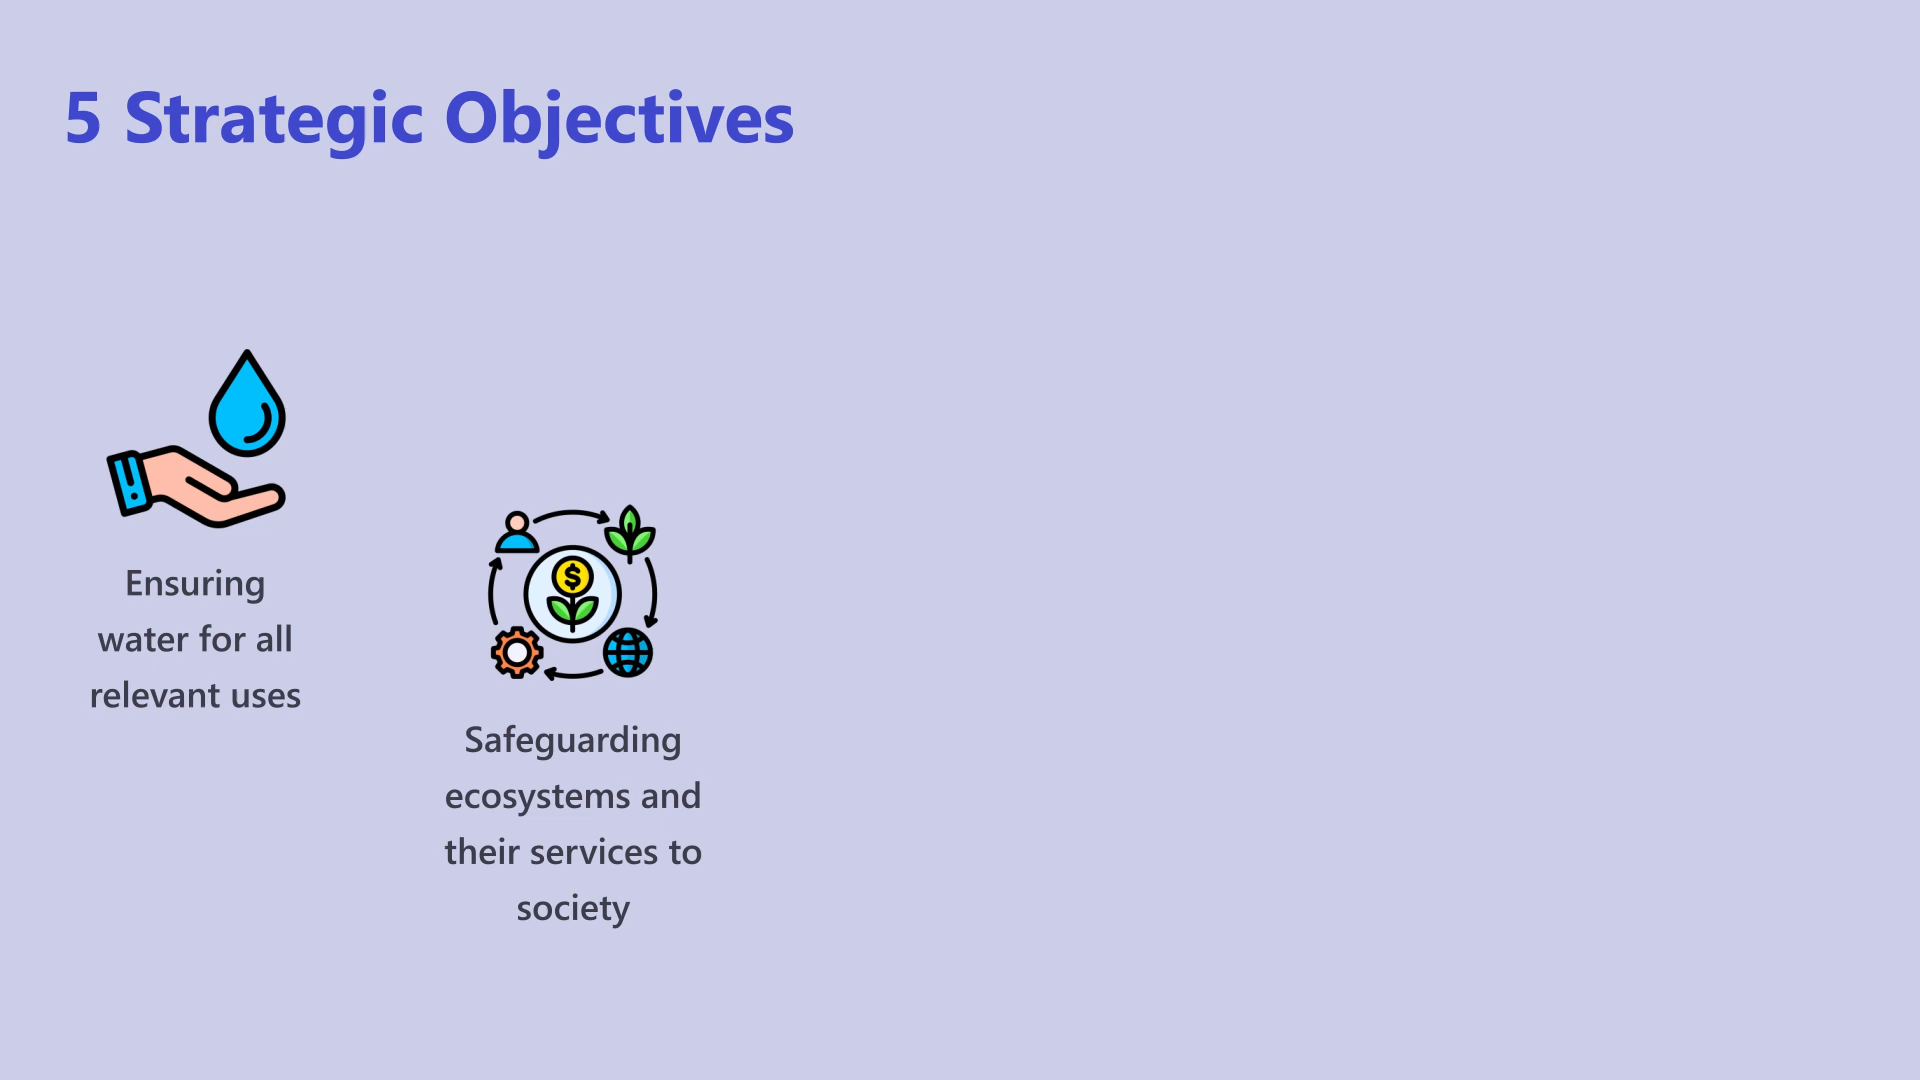 5 Strategic Objectives
Ensuring
water for all
relevant uses
$
Safeguarding
ecosystems and
their services to
society